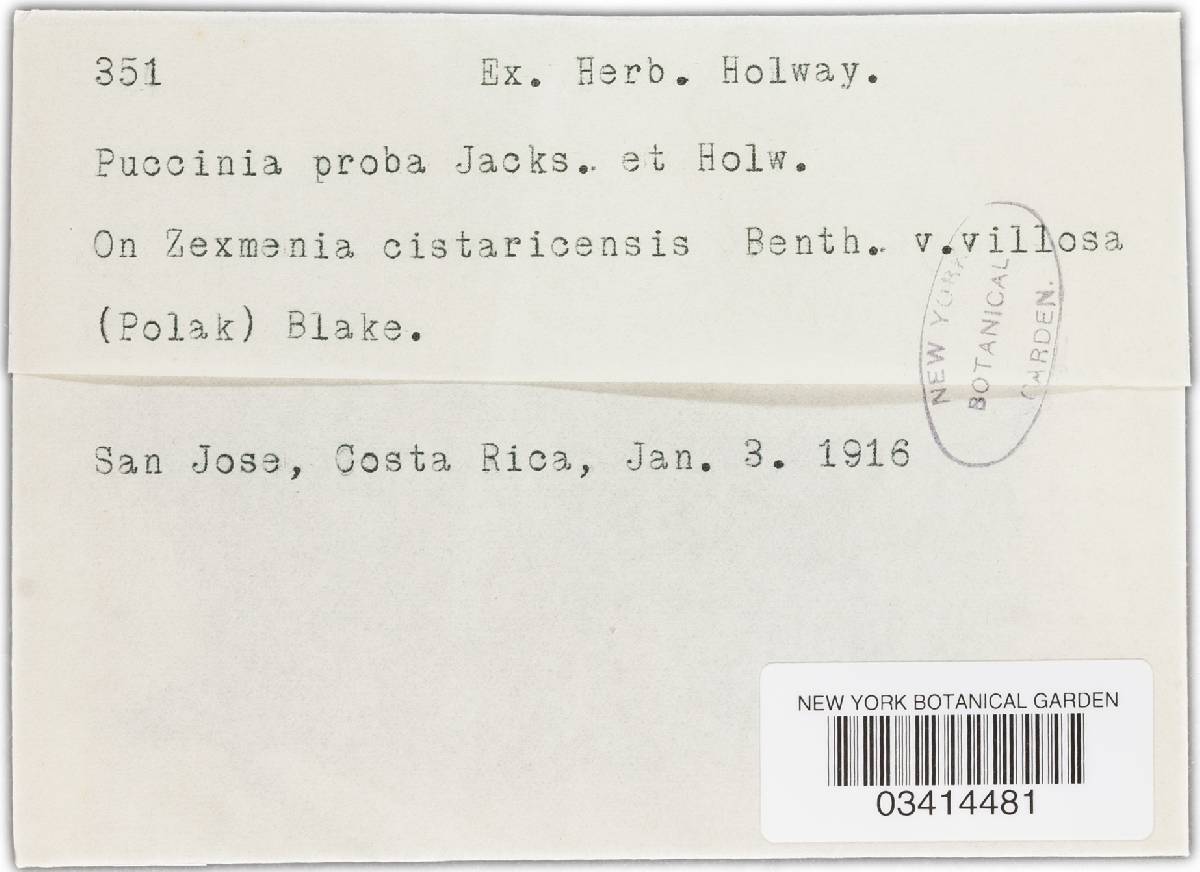 351 Ex. Herb. Holway.
Puccinia proba Jacks. et Holw.
On Zexmenia cistaricensis Benth. v.villosa
(Polak) Blake.
NEW YORK
BOTANICAL
GARDEN.
San Jose, Costa Rica, Jan. 3. 1916
NEW YORK BOTANICAL GARDEN
03414481